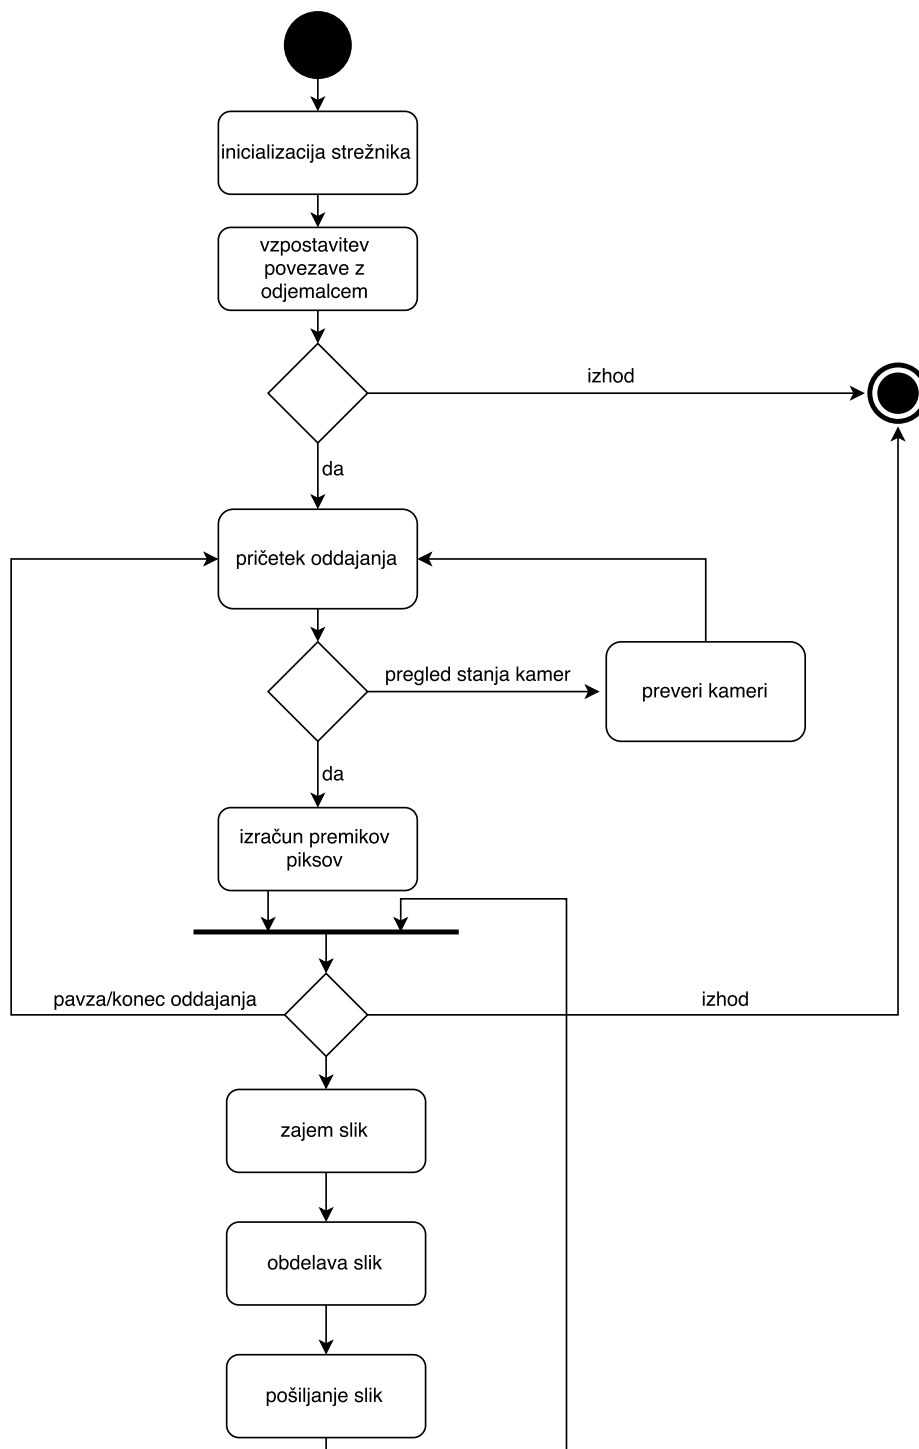 inicializacija strežnika
vzpostavitev
povezave z
odjemalcem
izhod
da
pričetek oddajanja
pregled stanja kamer
preveri kameri
da
izračun premikov
piksov
pavza/konec oddajanja
izhod
zajem slik
obdelava slik
pošiljanje slik